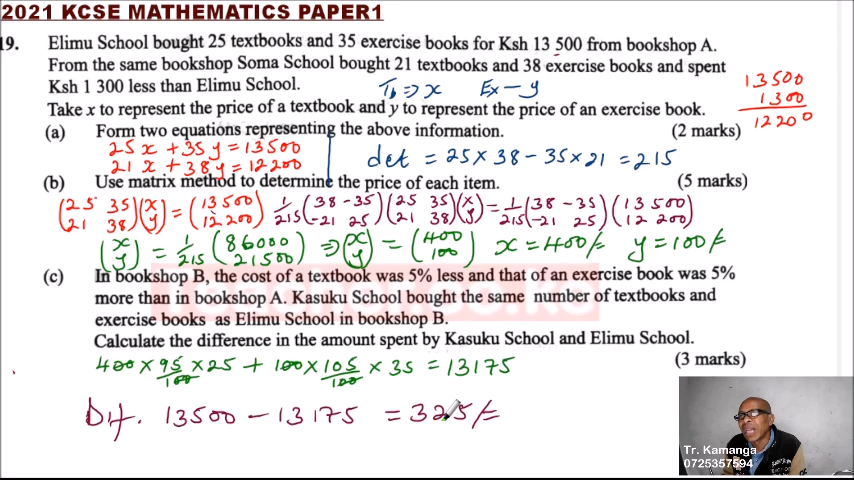 2021 KCSE MATHEMATICS PAPER1
19. Elimu School bought 25 textbooks and 35 exercise books for Ksh 13 500 from bookshop A.
From the same bookshop Soma School bought 21 textbooks and 38 exercise books and spent
Ksh 1 300 less than Elimu School.
Tb => x Ex - y
13500
1300
12200
Take x to represent the price of a textbook and y to represent the price of an exercise book.
(a) Form two equations representing the above information. (2 marks)
25x + 35y = 13500
21x + 38y = 12200
det = 25 x 38 - 35 x 21 = 215
(b) Use matrix method to determine the price of each item. (5 marks)
(25 35) (x) = (13500) 1/215 (38 -35) (25 35) (x) = 1/215 (38 -35) (13500)
(21 38) (y) (12200) (-21 25) (21 38) (y) (-21 25) (12 200)
(x) = 1/215 (86000) => (x) = (400) x = 400/= y = 100/=
(y) (21500) (y) (100)
(c) In bookshop B, the cost of a textbook was 5% less and that of an exercise book was 5%
more than in bookshop A. Kasuku School bought the same number of textbooks and
exercise books as Elimu School in bookshop B.
Calculate the difference in the amount spent by Kasuku School and Elimu School.
(3 marks)
400 x 95/100 x 25 + 100 x 105/100 x 35 = 13175
Dif. 13500 - 13175 = 325/=
Tr. Kamanga
0725357594